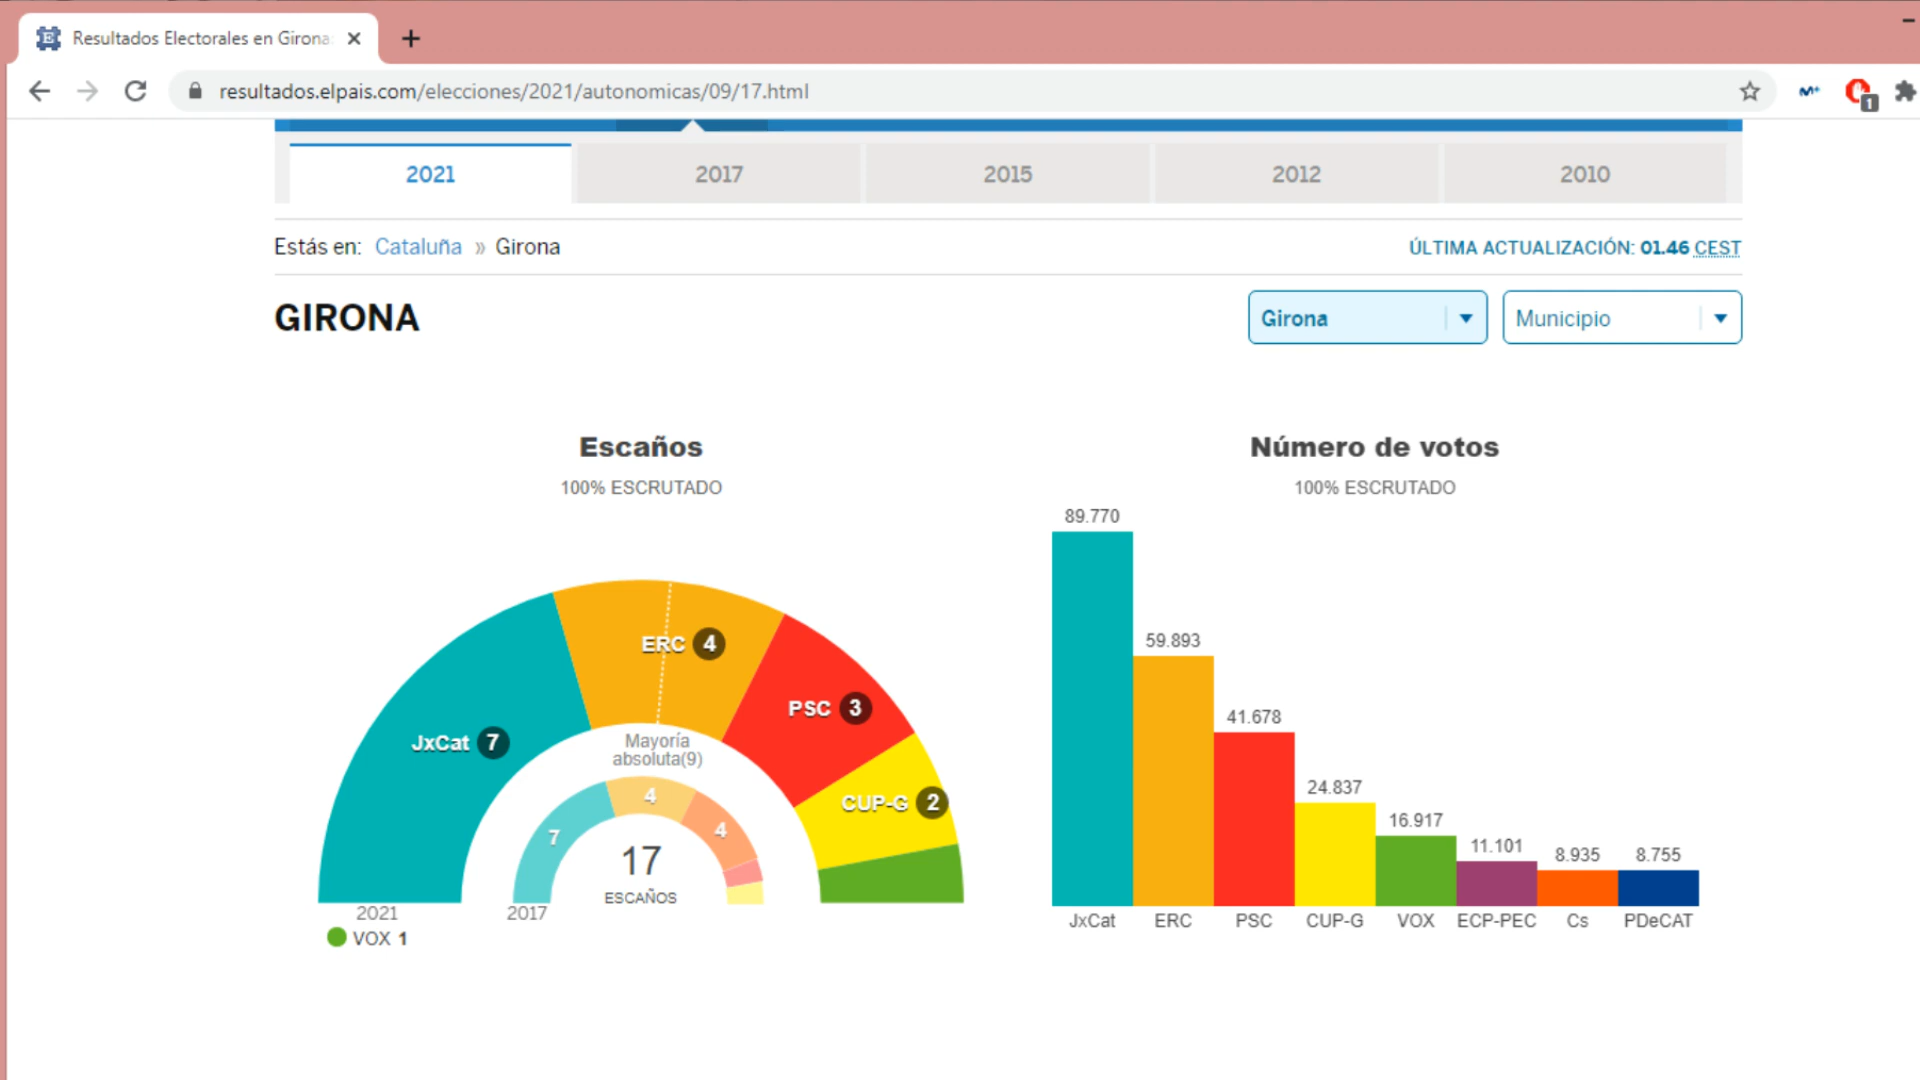 Resultados Electorales en Girona
resultados.elpais.com/elecciones/2021/autonomicas/09/17.html
1
2021 2017 2015 2012 2010
Estás en: Cataluña » Girona
ÚLTIMA ACTUALIZACIÓN: 01.46 CEST
GIRONA
Girona
Municipio
Escaños
100% ESCRUTADO
JxCat 7
ERC 4
PSC 3
CUP-G 2
Mayoría
absoluta(9)
7
4
4
17
ESCAÑOS
2021
2017
VOX 1
Número de votos
100% ESCRUTADO
89.770
59.893
41.678
24.837
16.917
11.101
8.935
8.755
JxCat ERC PSC CUP-G VOX ECP-PEC Cs PDeCAT